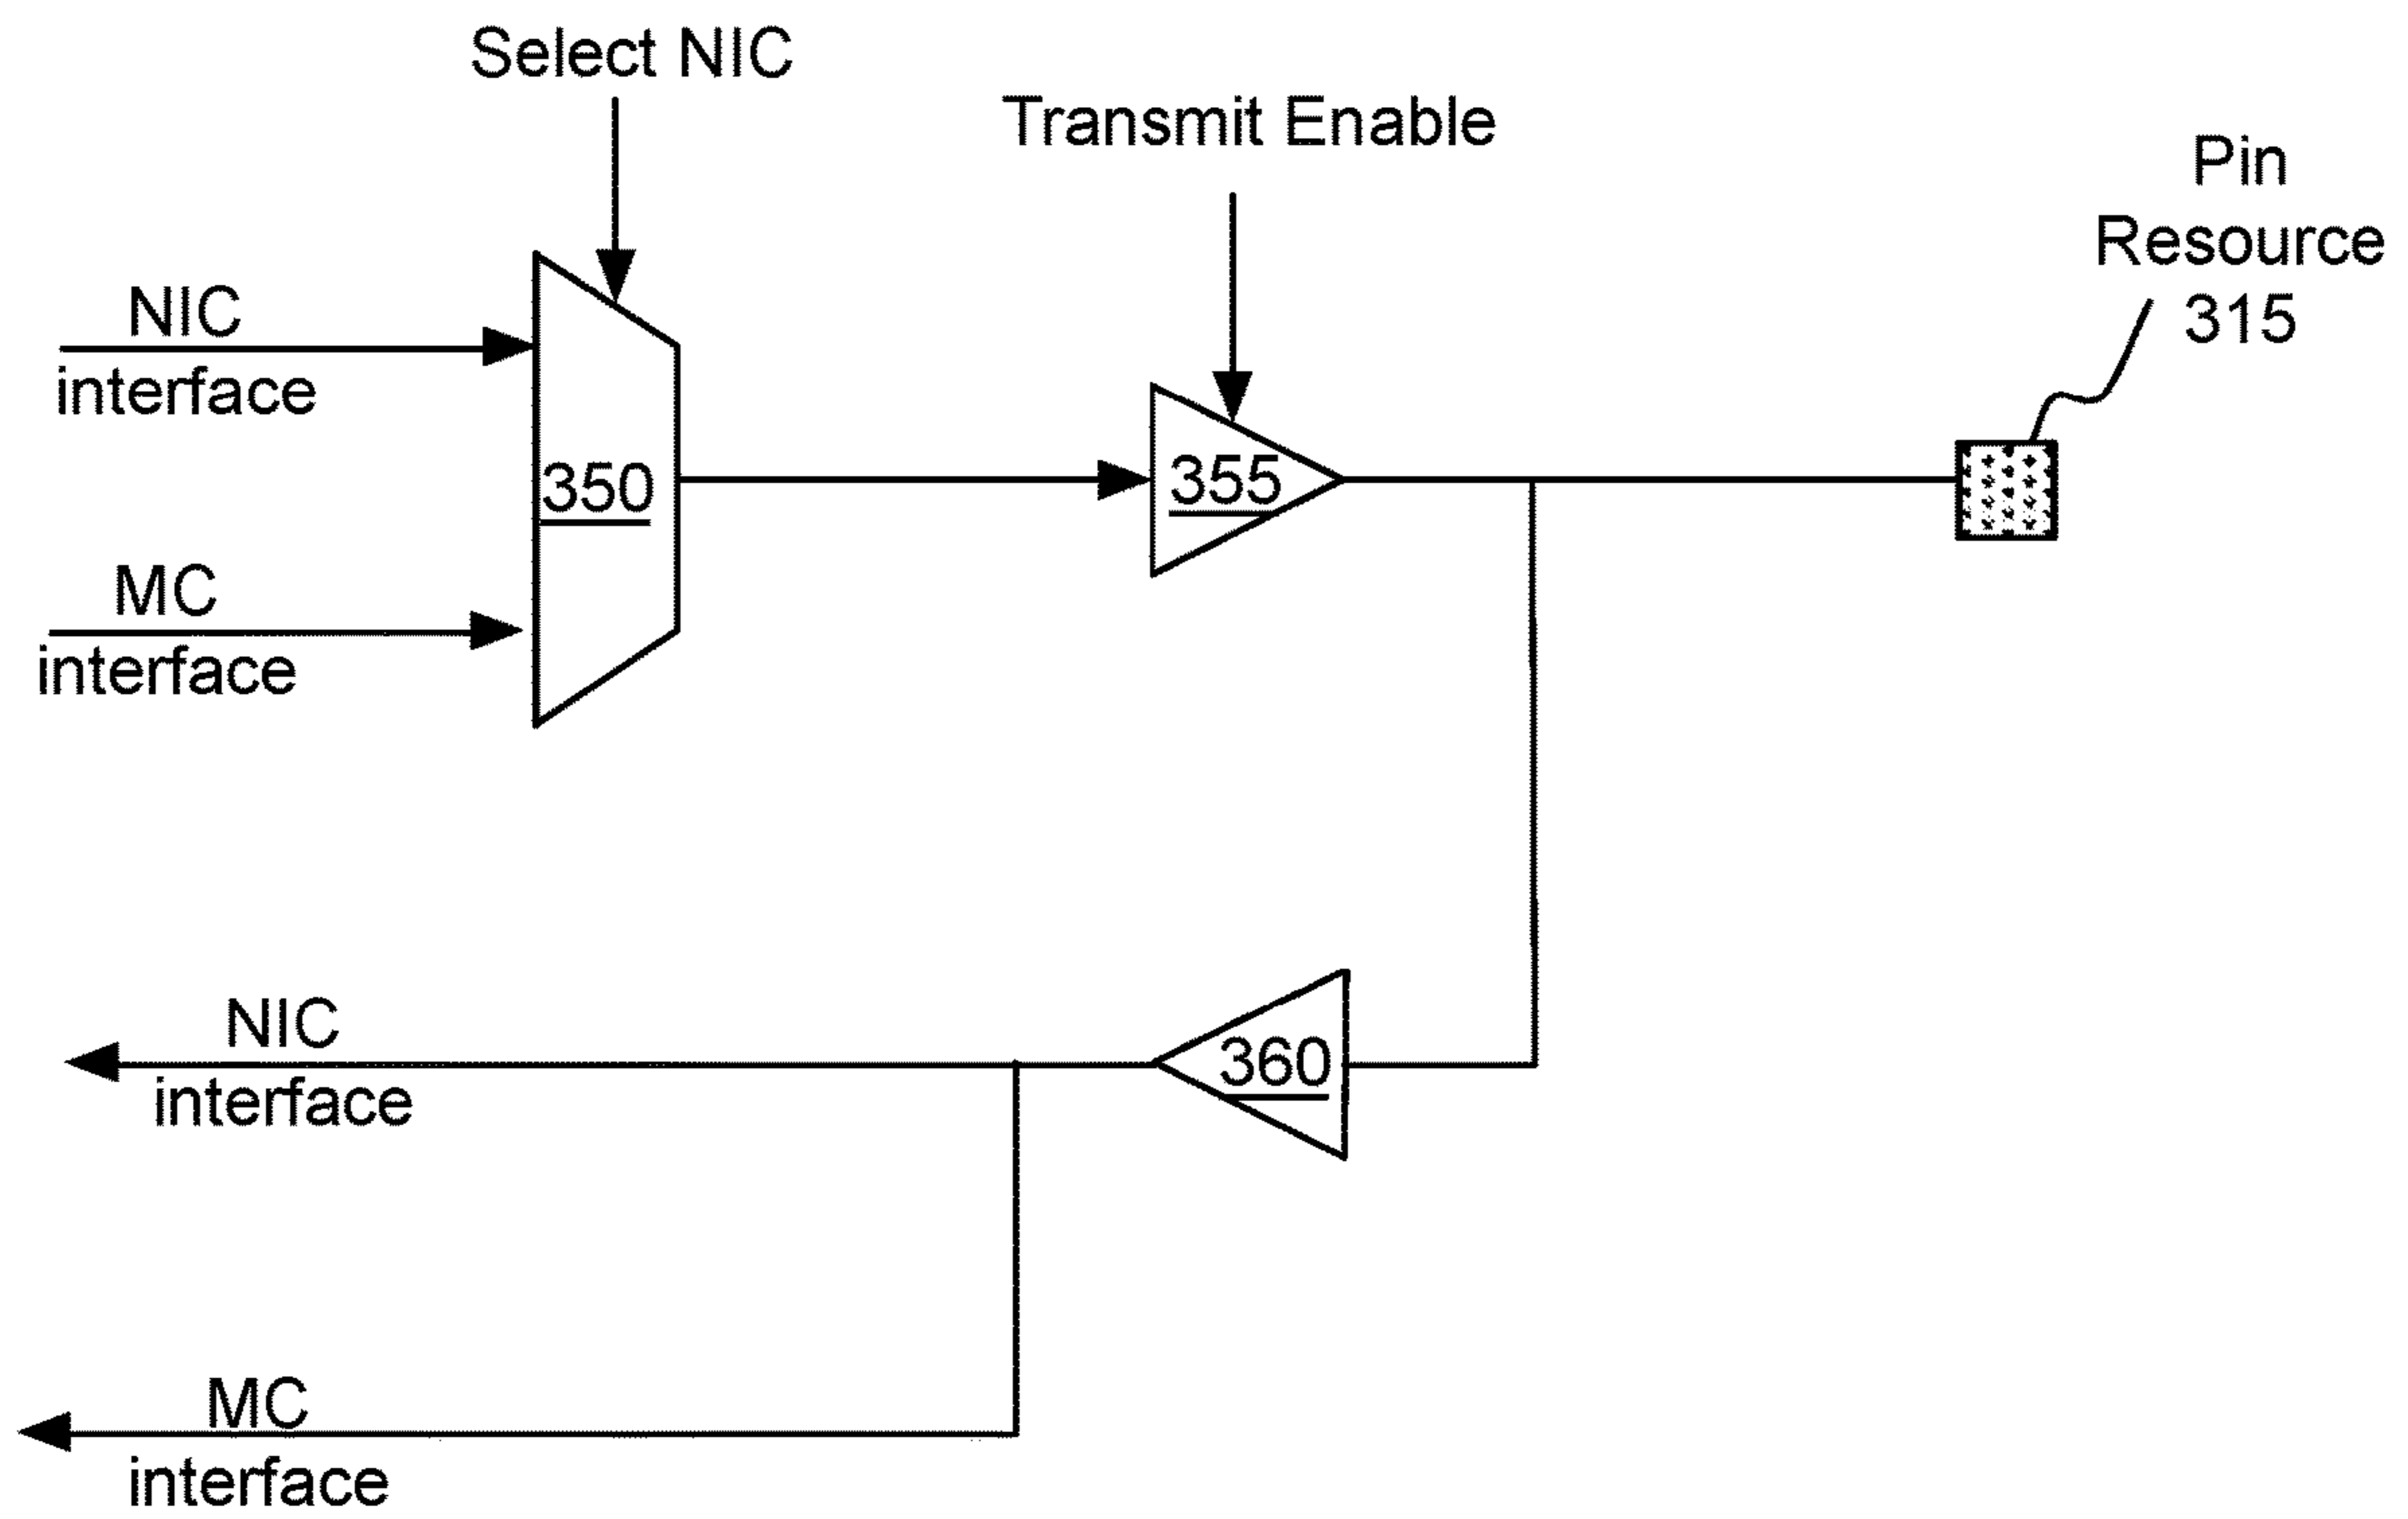 Select NIC
Transmit Enable
Pin
Resource
315
NIC
interface
350
355
MC
interface
NIC
interface
360
MC
interface